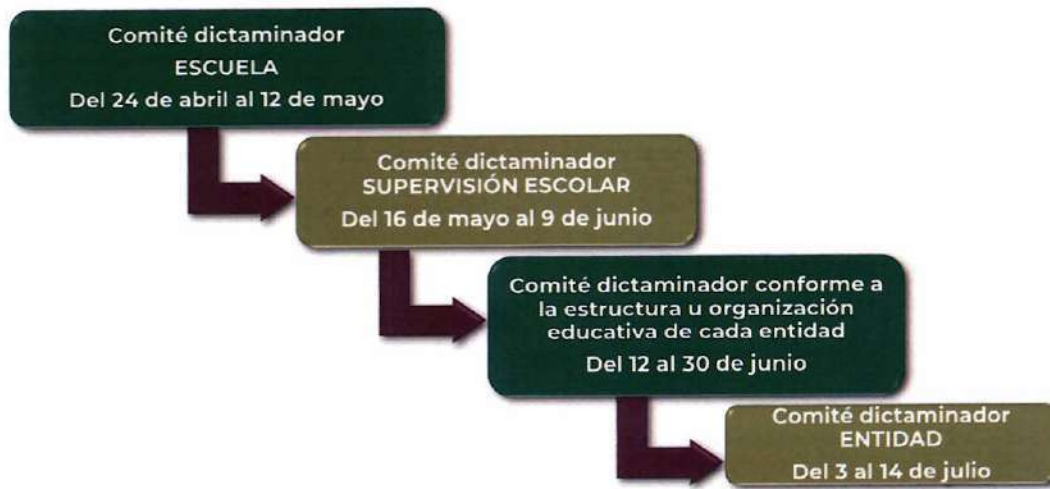 Comité dictaminador
ESCUELA
Del 24 de abril al 12 de mayo
Comité dictaminador
SUPERVISIÓN ESCOLAR
Del 16 de mayo al 9 de junio
Comité dictaminador conforme a
la estructura u organización
educativa de cada entidad
Del 12 al 30 de junio
Comité dictaminador
ENTIDAD
Del 3 al 14 de julio